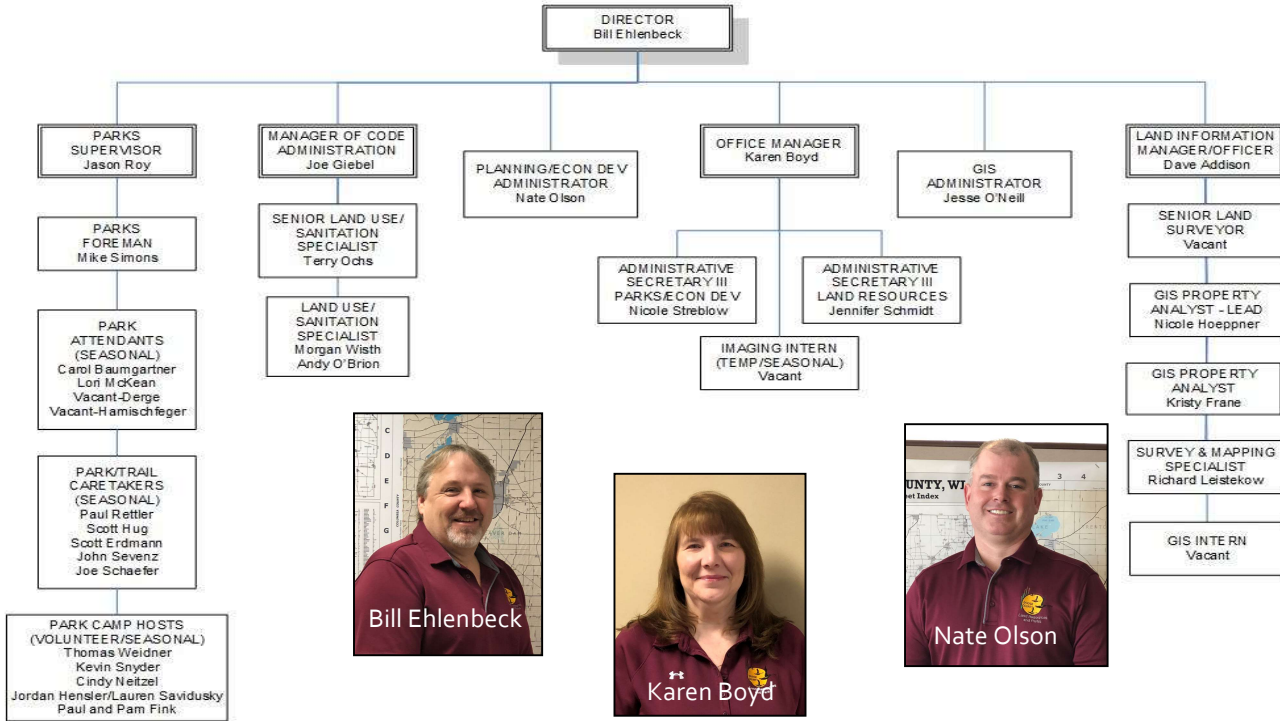 DIRECTOR
Bill Ehlenbeck
PARKS
SUPERVISOR
Jason Roy
MANAGER OF CODE
ADMINISTRATION
Joe Giebel
PLANNING/ECON DEV
ADMINISTRATOR
Nate Olson
OFFICE MANAGER
Karen Boyd
GIS
ADMINISTRATOR
Jesse O'Neill
LAND INFORMATION
MANAGER/OFFICER
Dave Addison
PARKS
FOREMAN
Mike Simons
SENIOR LAND USE/
SANITATION
SPECIALIST
Terry Ochs
SENIOR LAND
SURVEYOR
Vacant
ADMINISTRATIVE
SECRETARY III
PARKS/ECON DEV
Nicole Streblow
ADMINISTRATIVE
SECRETARY III
LAND RESOURCES
Jennifer Schmidt
LAND USE/
SANITATION
SPECIALIST
Morgan Wisth
Andy O'Brion
GIS PROPERTY
ANALYST - LEAD
Nicole Hoeppner
PARK
ATTENDANTS
(SEASONAL)
Carol Baumgartner
Lori McKean
Vacant-Derge
Vacant-Harnischfeger
IMAGING INTERN
(TEMP/SEASONAL)
Vacant
GIS PROPERTY
ANALYST
Kristy Frane
PARK/TRAIL
CARETAKERS
(SEASONAL)
Paul Rettler
Scott Hug
Scott Erdmann
John Sevenz
Joe Schaefer
SURVEY & MAPPING
SPECIALIST
Richard Leistekow
GIS INTERN
Vacant
PARK CAMP HOSTS
(VOLUNTEER/SEASONAL)
Thomas Weidner
Kevin Snyder
Cindy Neitzel
Jordan Hensler/Lauren Savidusky
Paul and Pam Fink
C
D
E
F
G
Bill Ehlenbeck
Karen Boyd
OUNTY, WI
eet Index
3 4
Nate Olson